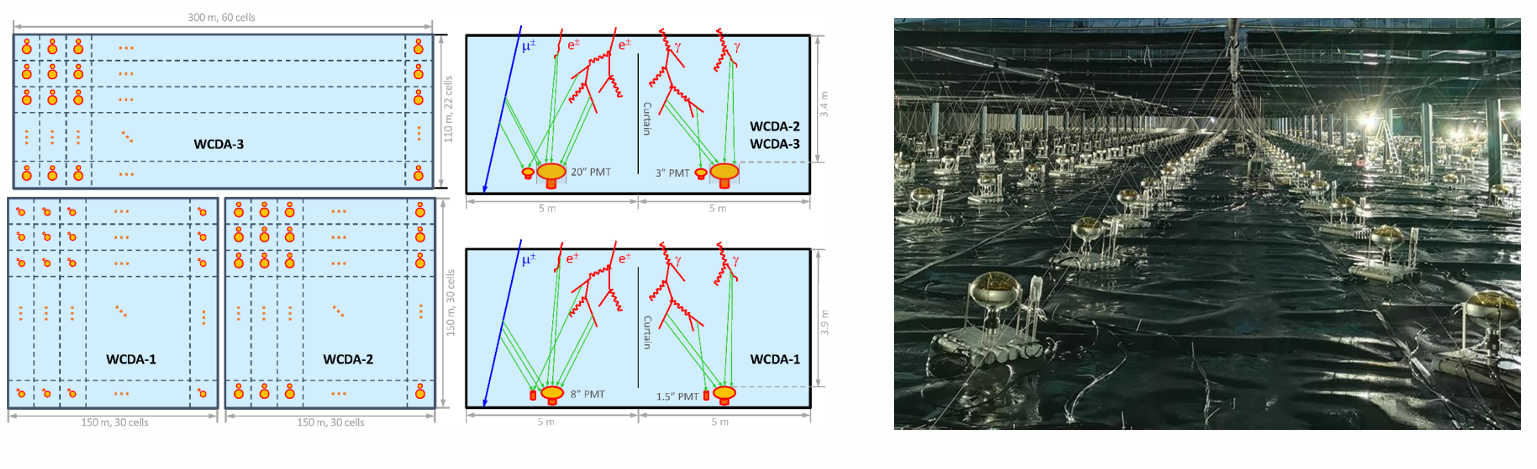 300 m, 60 cells
WCDA-3
110 m, 22 cells
WCDA-1
WCDA-2
150 m, 30 cells
150 m, 30 cells
150 m, 30 cells
μ± e± e± γ γ
Curtain
WCDA-2
WCDA-3
3.4 m
20" PMT
3" PMT
5 m
5 m
μ± e± e± γ γ
Curtain
WCDA-1
3.9 m
8" PMT
1.5" PMT
5 m
5 m